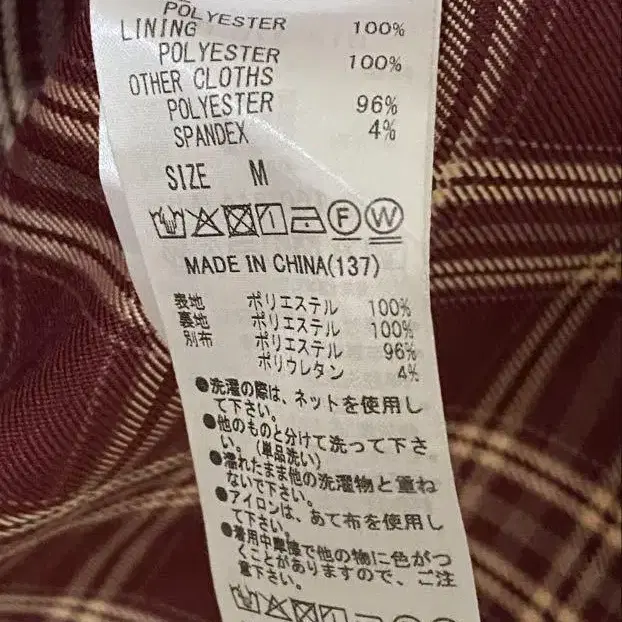 POLYESTER 100%
LINING
POLYESTER 100%
OTHER CLOTHS
POLYESTER 96%
SPANDEX 4%
SIZE M
F W
MADE IN CHINA(137)
表地 ポリエステル 100%
裏地 ポリエステル 100%
別布 ポリエステル 96%
ポリウレタン 4%
●洗濯の際は、ネットを使用し
て下さい。
●他のものと分けて洗って下さ
い。(単品洗い)
●濡れたまま他の洗濯物と重ね
ないで下さい。
●アイロンは、あて布を使用し
て下さい。
●着用中摩擦で他の物に色がつ
くことがありますので、ご注
意下さい。